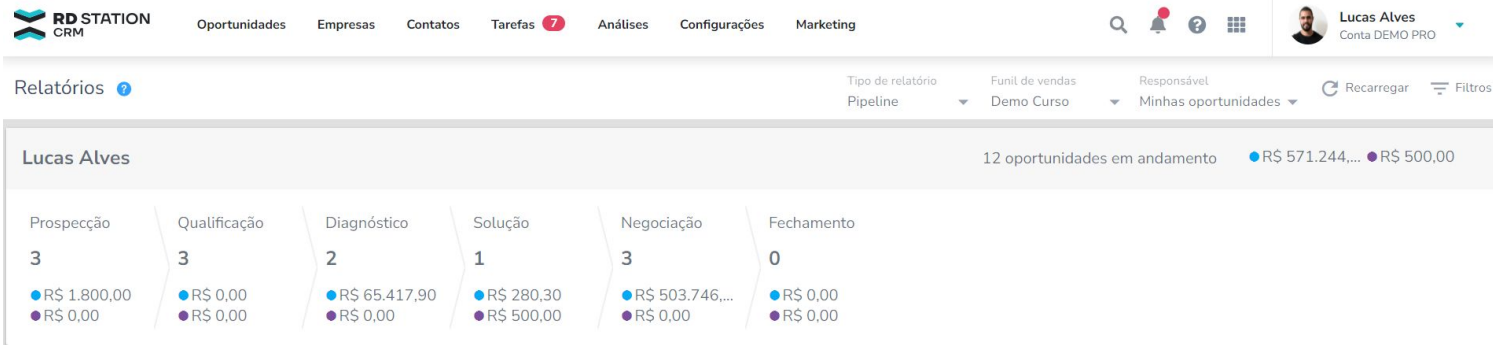 RD STATION
CRM
Oportunidades Empresas Contatos Tarefas 7 Análises Configurações Marketing
Lucas Alves
Conta DEMO PRO
Relatórios ?
Tipo de relatório Funil de vendas Responsável
Pipeline Demo Curso Minhas oportunidades Recarregar Filtros
Lucas Alves 12 oportunidades em andamento R$ 571.244,... R$ 500,00
Prospecção Qualificação Diagnóstico Solução Negociação Fechamento
3 3 2 1 3 0
R$ 1.800,00 R$ 0,00 R$ 65.417,90 R$ 280,30 R$ 503.746,... R$ 0,00
R$ 0,00 R$ 0,00 R$ 0,00 R$ 500,00 R$ 0,00 R$ 0,00